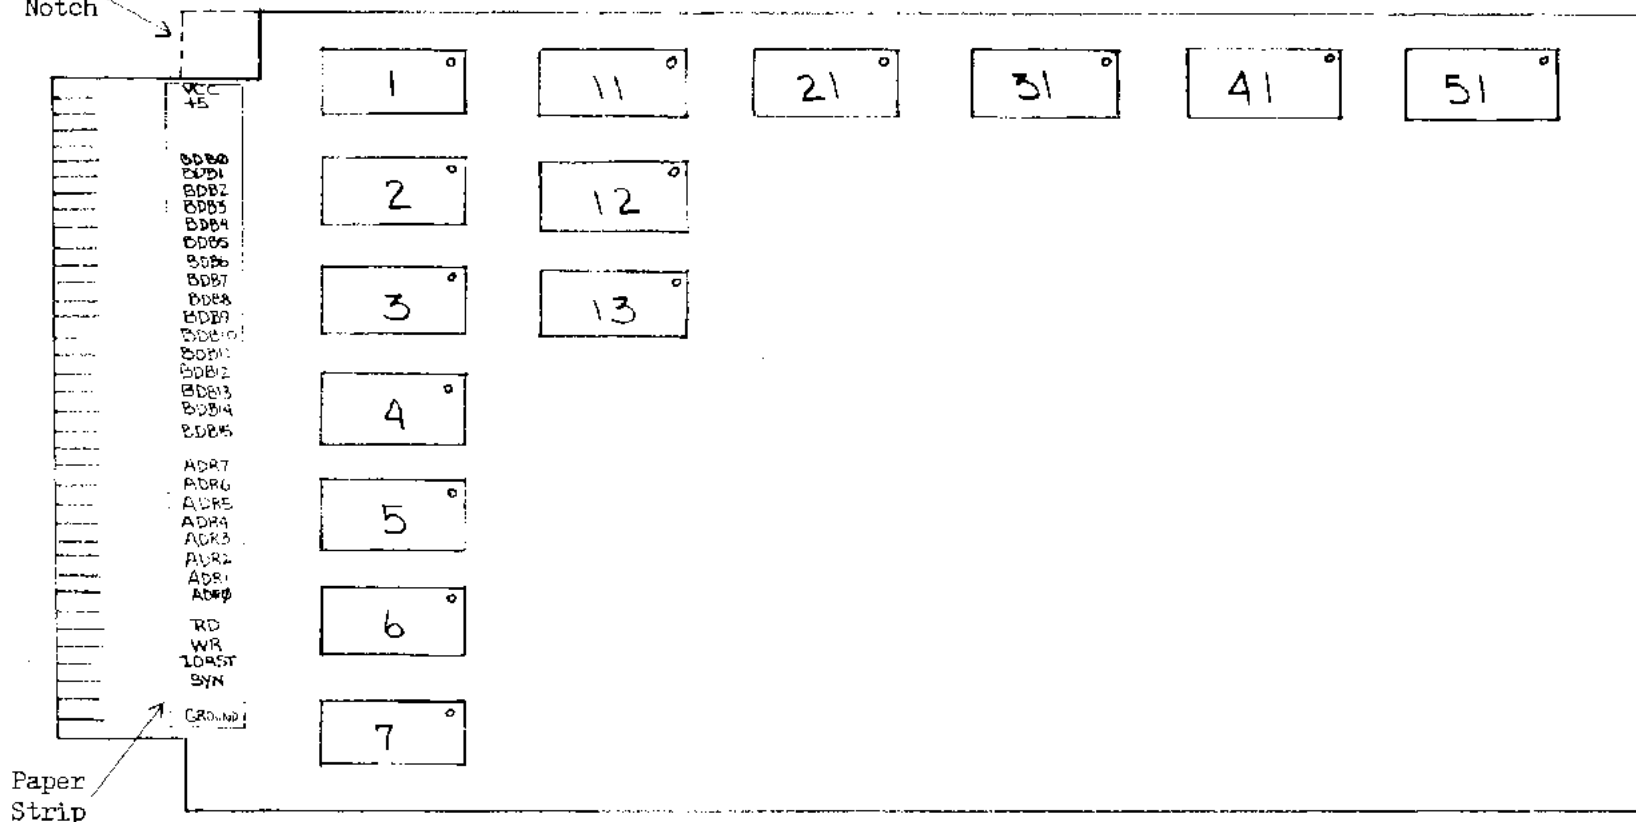 Notch
VCC
+5
BDB0
BDB1
BDB2
BDB3
BDB4
BDB5
BDB6
BDB7
BDB8
BDB9
BDB10
BDB11
BDB12
BDB13
BDB14
BDB15
ADR7
ADR6
ADR5
ADR4
ADR3
ADR2
ADR1
ADRØ
RD
WR
IORST
SYN
GROUND
Paper
Strip
1 11 21 31 41 51
2 12
3 13
4
5
6
7